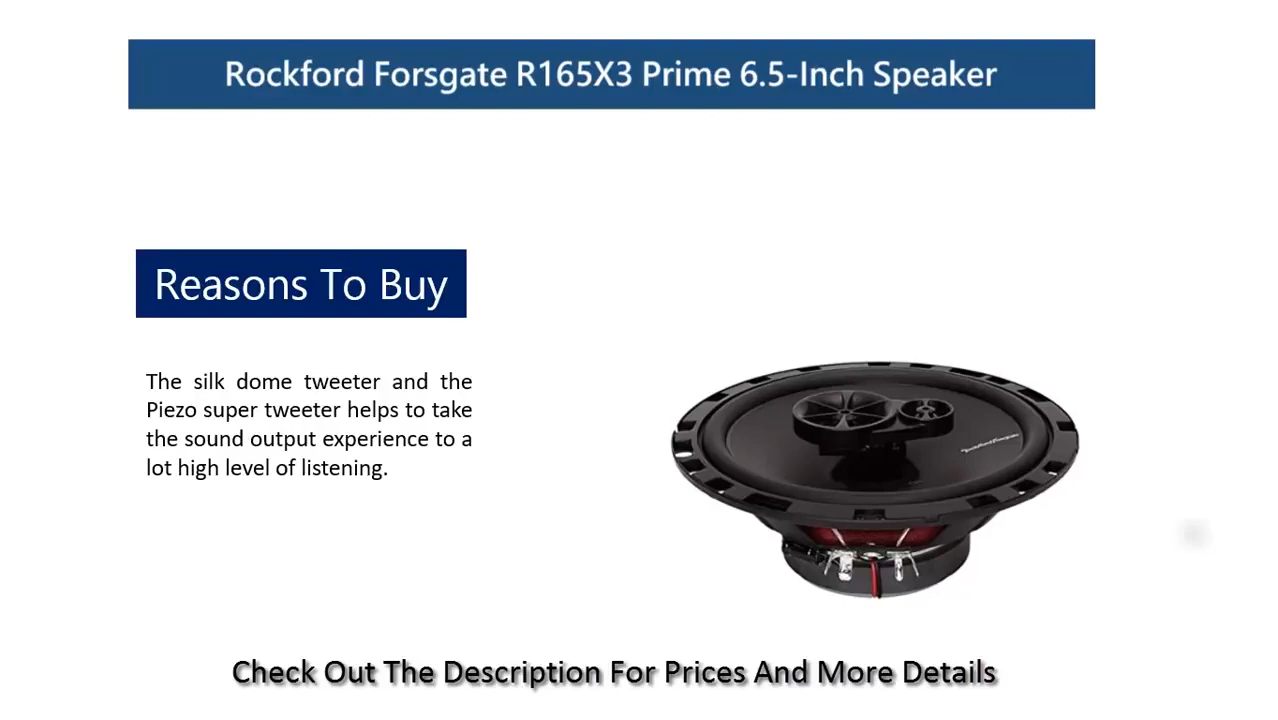 Rockford Forsgate R165X3 Prime 6.5-Inch Speaker
Reasons To Buy
The silk dome tweeter and the
Piezo super tweeter helps to take
the sound output experience to a
lot high level of listening.
Check Out The Description For Prices And More Details